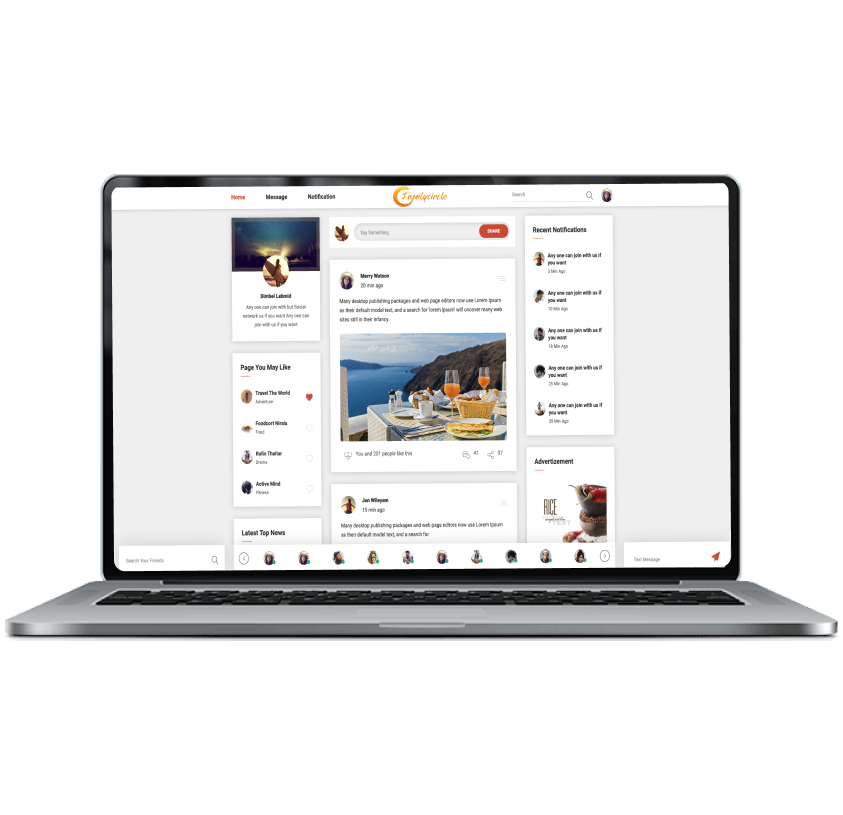 Home
Message
Notification
Familycircle
Search
Dimbel Labmid
Any one can join with but Social
network us if you want Any one can
join with us if you want
Page You May Like
Travel The World
Adventure
Foodcort Nirala
Food
Rolin Theitar
Drama
Active Mind
Fitness
Latest Top News
Say Something
SHARE
Merry Watson
20 min ago
Many desktop publishing packages and web page editors now use Lorem Ipsum
as their default model text, and a search for 'lorem ipsum' will uncover many web
sites still in their infancy.
You and 201 people like this
41
07
Jon Wileyam
15 min ago
Many desktop publishing packages and web page editors now use Lorem Ipsum
as their default model text, and a search for
Recent Notifications
Any one can join with us if
you want
5 Min Ago
Any one can join with us if
you want
10 Min Ago
Any one can join with us if
you want
18 Min Ago
Any one can join with us if
you want
25 Min Ago
Any one can join with us if
you want
39 Min Ago
Advertizement
RICE
Search Your Friends
Text Message